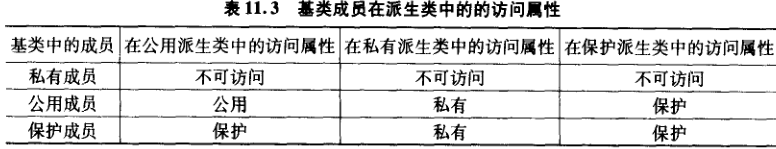 表 11.3 基类成员在派生类中的的访问属性
基类中的成员 在公用派生类中的访问属性 在私有派生类中的访问属性 在保护派生类中的访问属性
私有成员 不可访问 不可访问 不可访问
公用成员 公用 私有 保护
保护成员 保护 私有 保护